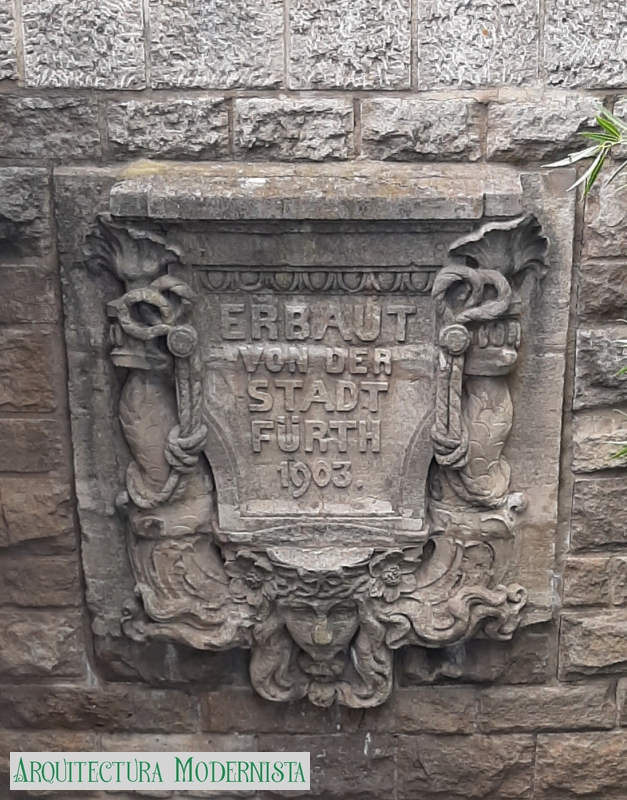 ERBAUT
VON DER
STADT
FÜRTH
1903.
ARQUITECTURA MODERNISTA